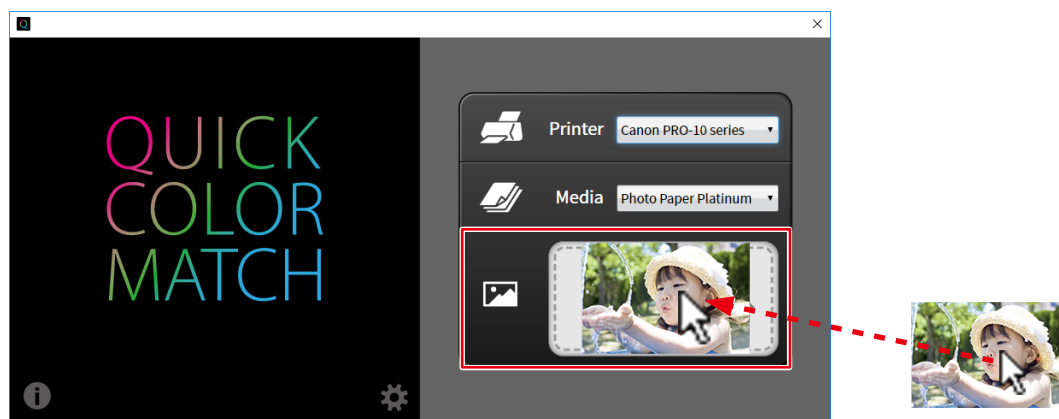 QUICK
COLOR
MATCH
Printer Canon PRO-10 series
Media Photo Paper Platinum